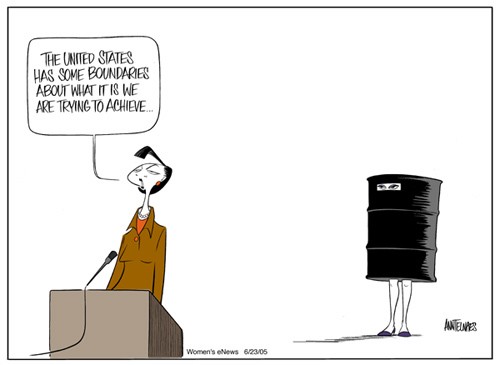 THE UNITED STATES
HAS SOME BOUNDARIES
ABOUT WHAT IT IS WE
ARE TRYING TO ACHIEVE...
ANNTELNAES
Women's eNews 6/23/05